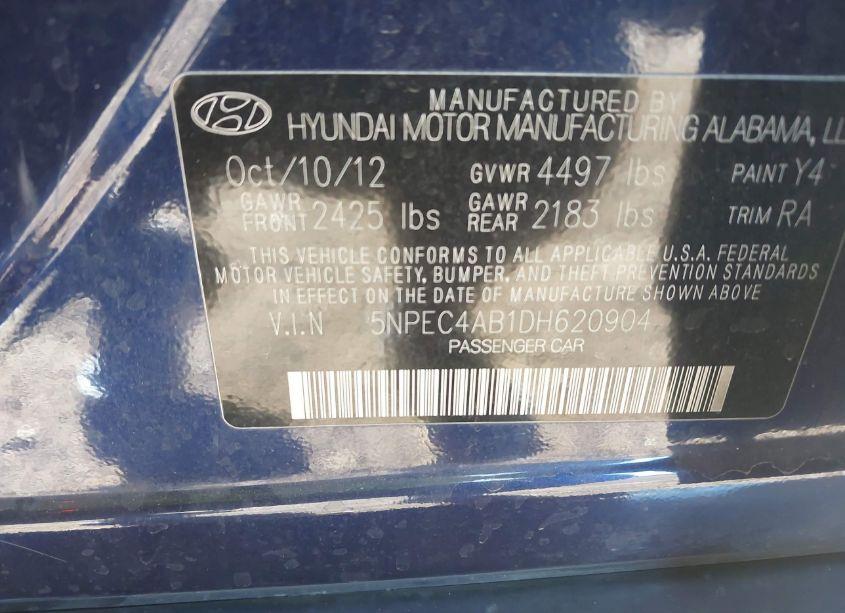 MANUFACTURED BY
HYUNDAI MOTOR MANUFACTURING ALABAMA, LL
Oct/10/12 GVWR 4497 lbs PAINT Y4
GAWR FRONT 2425 lbs GAWR REAR 2183 lbs TRIM RA
THIS VEHICLE CONFORMS TO ALL APPLICABLE U.S.A. FEDERAL
MOTOR VEHICLE SAFETY, BUMPER, AND THEFT PREVENTION STANDARDS
IN EFFECT ON THE DATE OF MANUFACTURE SHOWN ABOVE.
V.I.N 5NPEC4AB1DH620904
PASSENGER CAR